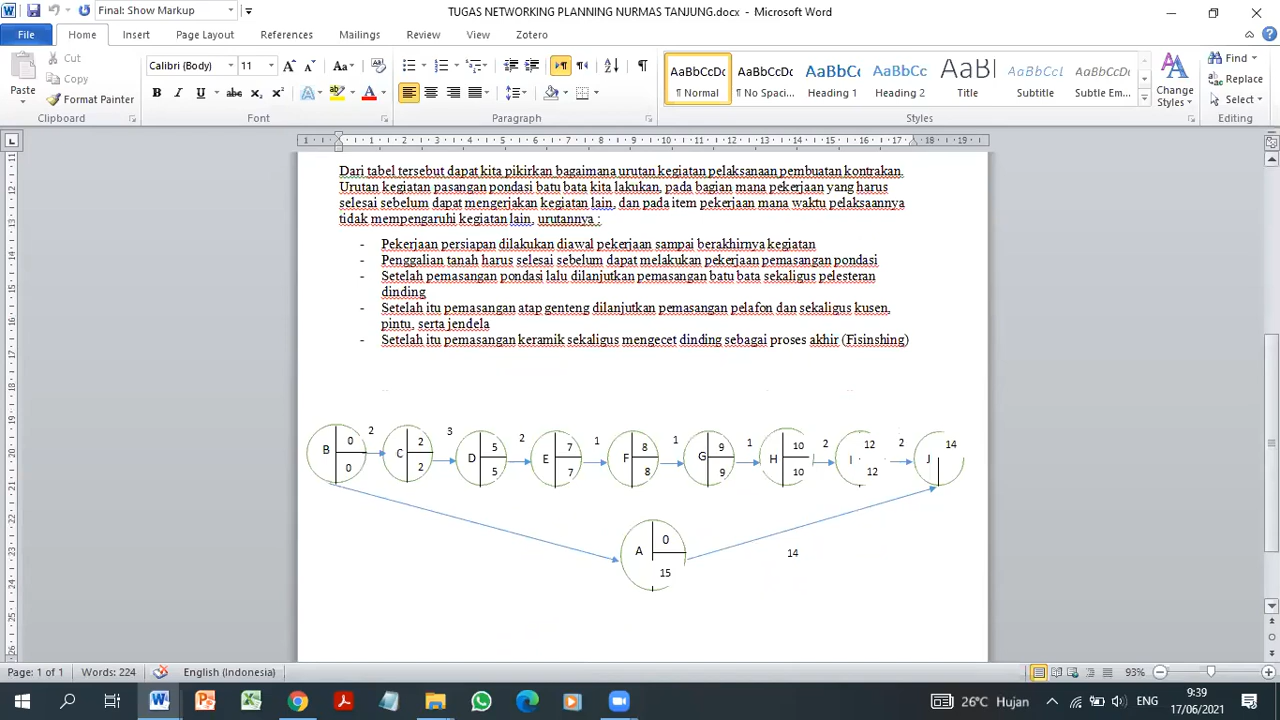 Final: Show Markup
TUGAS NETWORKING PLANNING NURMAS TANJUNG.docx - Microsoft Word
File Home Insert Page Layout References Mailings Review View Zotero
Cut
Copy
Format Painter
Paste
Clipboard
Calibri (Body) 11
Font
Paragraph
AaBbCcDc AaBbCcDc AaBbCc AaBbCc AaBl AaBbCcl AaBbCcDc
¶ Normal ¶ No Spaci... Heading 1 Heading 2 Title Subtitle Subtle Em...
Change Styles
Styles
Find
Replace
Select
Editing
Dari tabel tersebut dapat kita pikirkan bagaimana urutan kegiatan pelaksanaan pembuatan kontrakan.
Urutan kegiatan pasangan pondasi batu bata kita lakukan, pada bagian mana pekerjaan yang harus
selesai sebelum dapat mengerjakan kegiatan lain, dan pada item pekerjaan mana waktu pelaksaannya
tidak mempengaruhi kegiatan lain, urutannya :
- Pekerjaan persiapan dilakukan diawal pekerjaan sampai berakhirnya kegiatan
- Penggalian tanah harus selesai sebelum dapat melakukan pekerjaan pemasangan pondasi
- Setelah pemasangan pondasi lalu dilanjutkan pemasangan batu bata sekaligus pelesteran
dinding
- Setelah itu pemasangan atap genteng dilanjutkan pemasangan pelafon dan sekaligus kusen,
pintu, serta jendela
- Setelah itu pemasangan keramik sekaligus mengecet dinding sebagai proses akhir (Fisinshing)
2 3 2 1 1 1 2 2
B 0 0
C 2 2
D 5 5
E 7 7
F 8 8
G 9 9
H 10 10
I 12 12
J 14
A 0 15
14
Page: 1 of 1 Words: 224 English (Indonesia) 93%
26°C Hujan ENG
9:39
17/06/2021